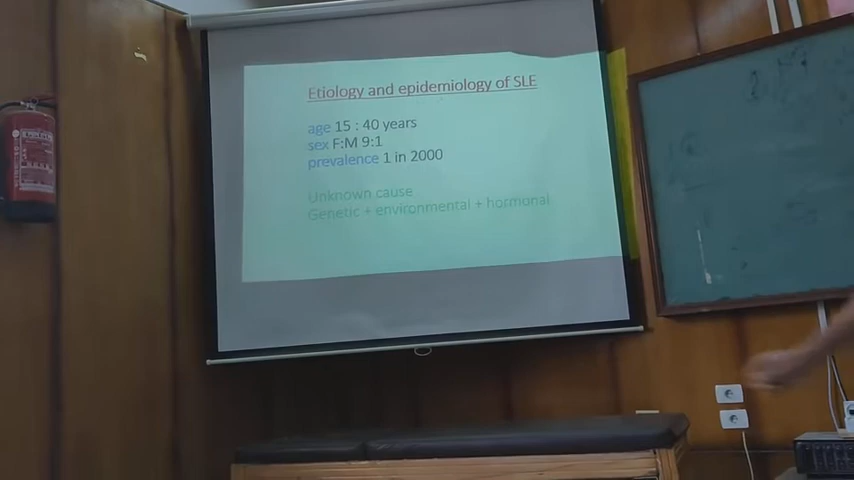 Etiology and epidemiology of SLE
age 15 : 40 years
sex F:M 9:1
prevalence 1 in 2000
Unknown cause
Genetic + environmental + hormonal